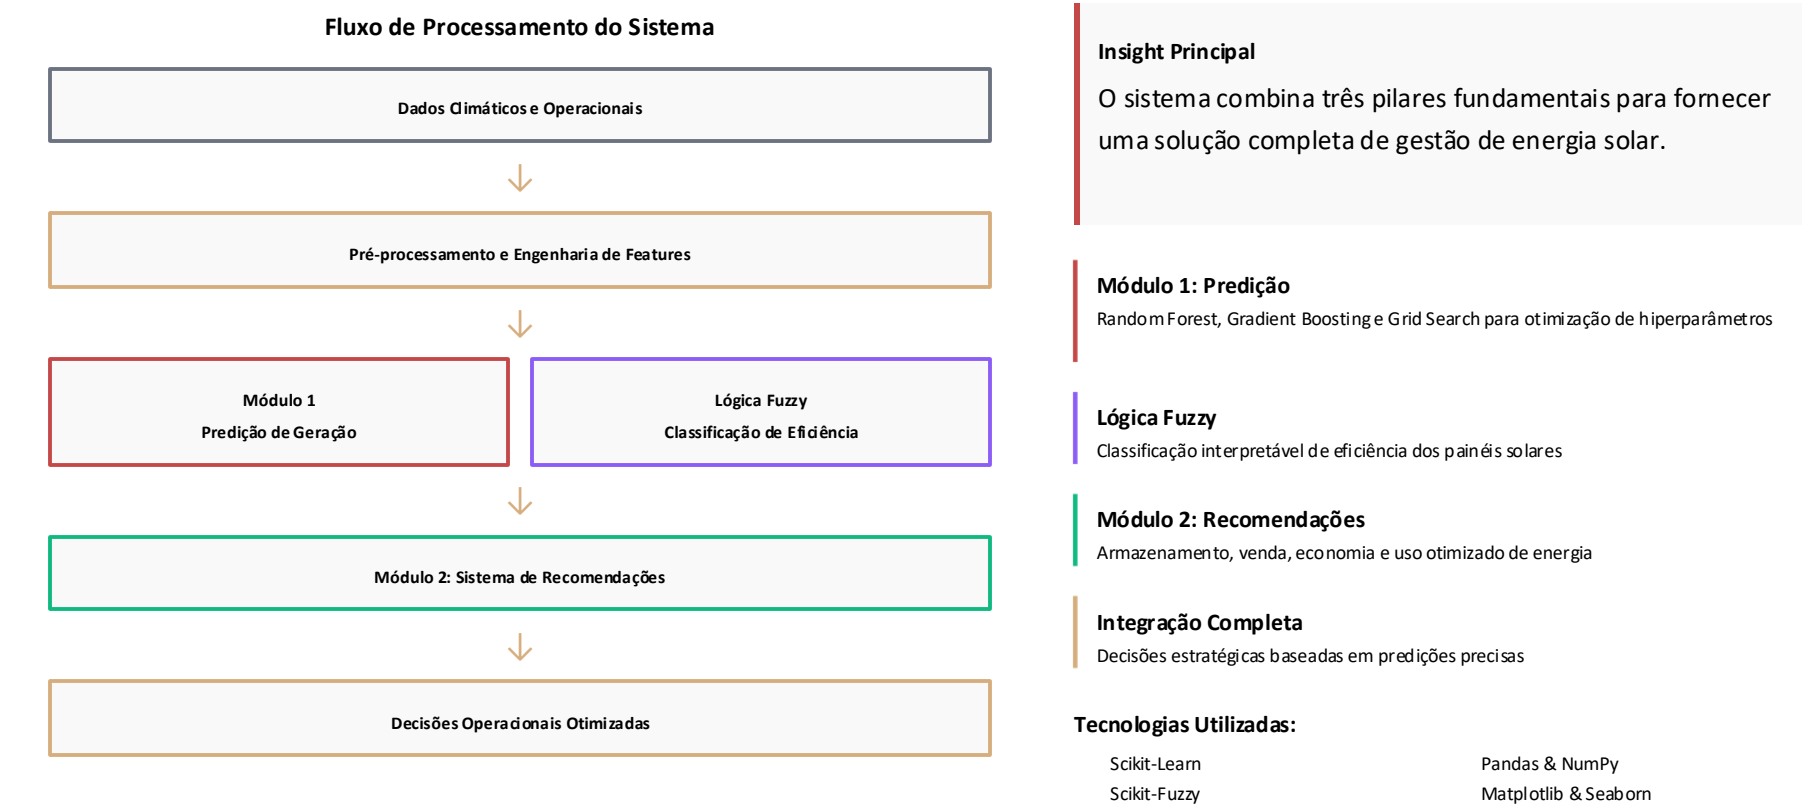 Fluxo de Processamento do Sistema
Dados Climáticos e Operacionais
Pré-processamento e Engenharia de Features
Módulo 1
Predição de Geração
Lógica Fuzzy
Classificação de Eficiência
Módulo 2: Sistema de Recomendações
Decisões Operacionais Otimizadas
Insight Principal
O sistema combina três pilares fundamentais para fornecer
uma solução completa de gestão de energia solar.
Módulo 1: Predição
Random Forest, Gradient Boosting e Grid Search para otimização de hiperparâmetros
Lógica Fuzzy
Classificação interpretável de eficiência dos painéis solares
Módulo 2: Recomendações
Armazenamento, venda, economia e uso otimizado de energia
Integração Completa
Decisões estratégicas baseadas em predições precisas
Tecnologias Utilizadas:
Scikit-Learn
Pandas & NumPy
Scikit-Fuzzy
Matplotlib & Seaborn